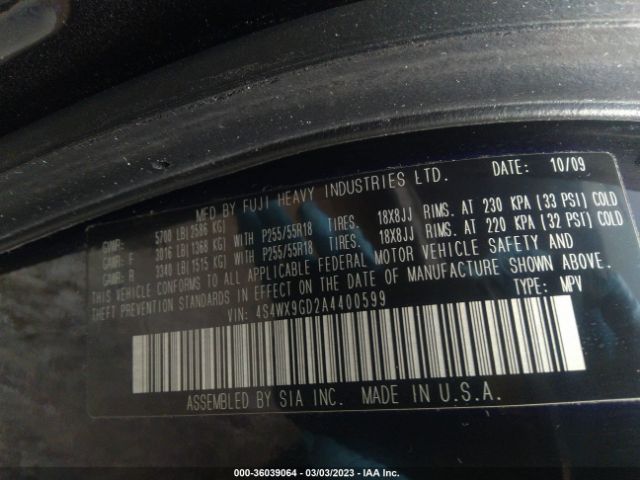 MFD BY FUJI HEAVY INDUSTRIES LTD. DATE: 10/09
GVWR: 5700 LB(2586 KG)
GAWR: F 3016 LB(1368 KG) WITH P255/55R18 TIRES. 18X8JJ RIMS. AT 230 KPA (33 PSI) COLD
GAWR: R 3340 LB(1515 KG) WITH P255/55R18 TIRES. 18X8JJ RIMS. AT 220 KPA (32 PSI) COLD
THIS VEHICLE CONFORMS TO ALL APPLICABLE FEDERAL MOTOR VEHICLE SAFETY AND
THEFT PREVENTION STANDARDS IN EFFECT ON THE DATE OF MANUFACTURE SHOWN ABOVE.
VIN: 4S4WX9GD2A4400599 TYPE: MPV
ASSEMBLED BY SIA INC. MADE IN U.S.A.
000-36039064 - 03/03/2023 - IAA Inc.